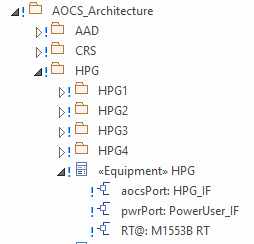 AOCS_Architecture
AAD
CRS
HPG
HPG1
HPG2
HPG3
HPG4
«Equipment» HPG
aocsPort: HPG_IF
pwrPort: PowerUser_IF
RT@: M1553B RT